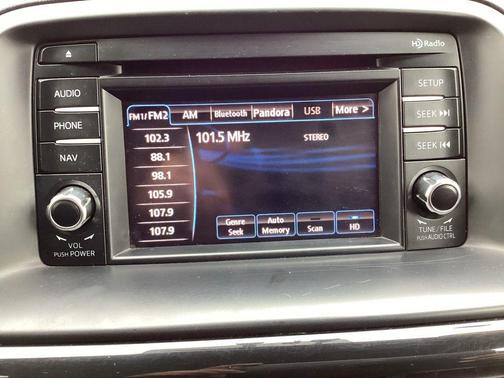 HD Radio
AUDIO
PHONE
NAV
VOL
PUSH POWER
FM1/FM2 AM Bluetooth Pandora USB More >
102.3
88.1
98.1
105.9
107.9
107.9
101.5 MHz STEREO
Genre
Seek
Auto
Memory
Scan
HD
SETUP
SEEK ⏭
SEEK ⏮
TUNE/FILE
PUSH AUDIO CTRL